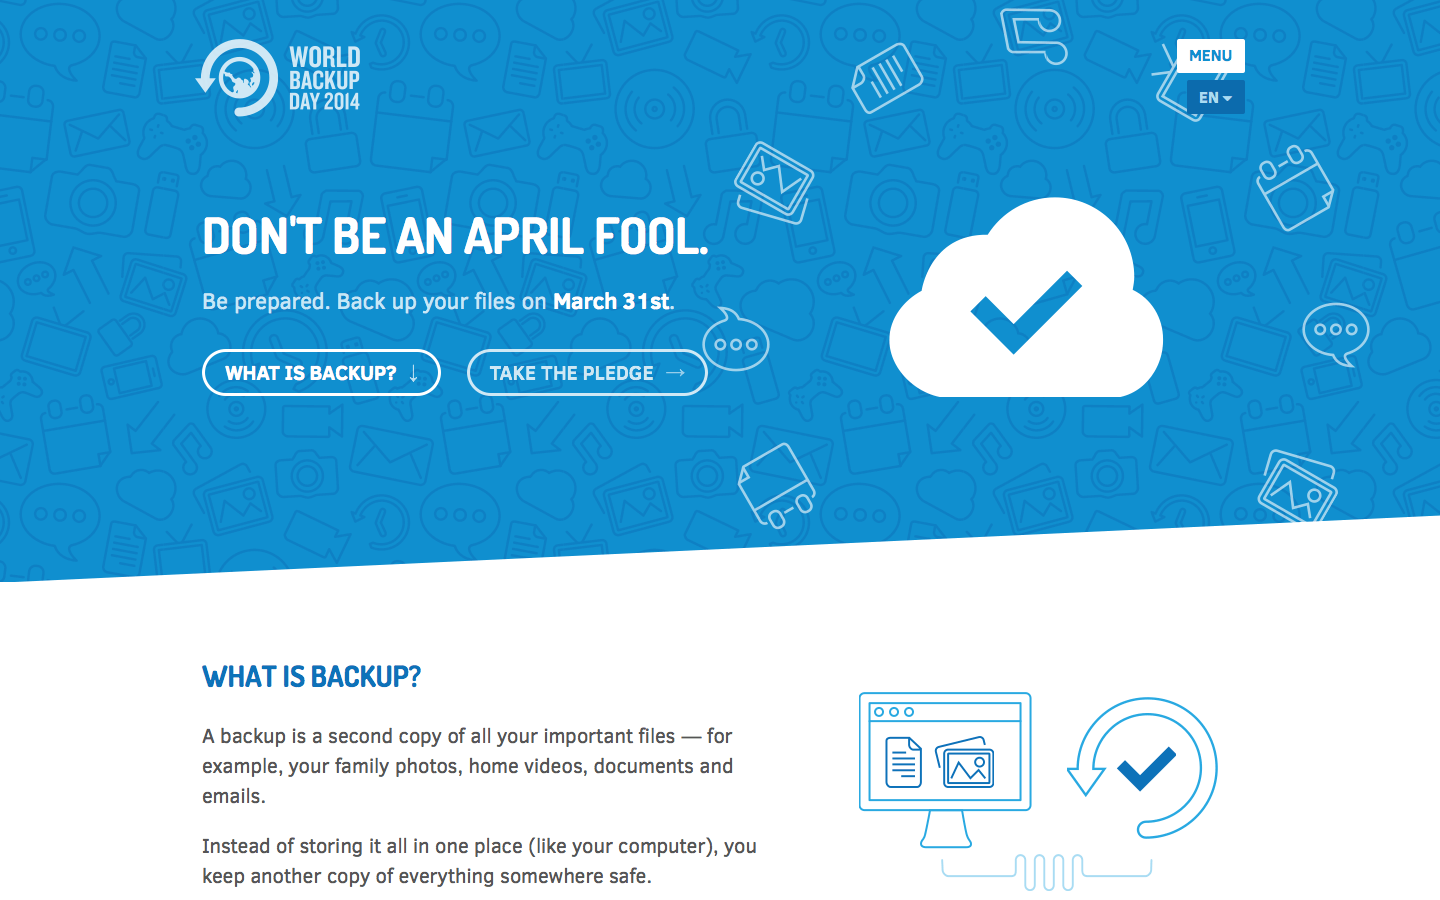 WORLD
BACKUP
DAY 2014
MENU
EN
DON'T BE AN APRIL FOOL.
Be prepared. Back up your files on March 31st.
WHAT IS BACKUP? ↓
TAKE THE PLEDGE →
WHAT IS BACKUP?
A backup is a second copy of all your important files — for
example, your family photos, home videos, documents and
emails.
Instead of storing it all in one place (like your computer), you
keep another copy of everything somewhere safe.